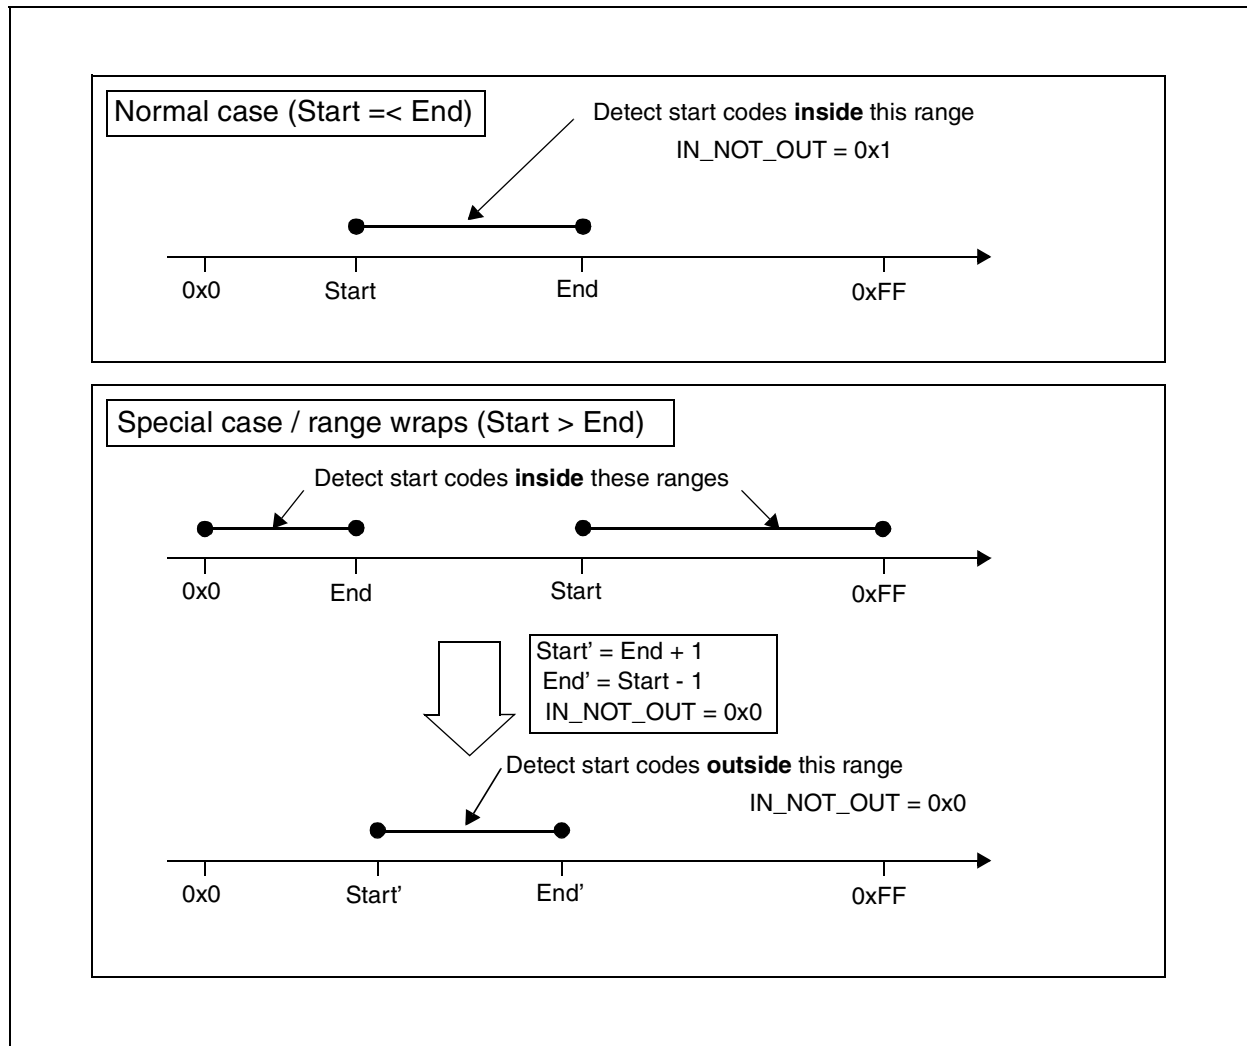 Normal case (Start =< End)
Detect start codes inside this range
IN_NOT_OUT = 0x1
0x0 Start End 0xFF
Special case / range wraps (Start > End)
Detect start codes inside these ranges
0x0 End Start 0xFF
Start’ = End + 1
End’ = Start - 1
IN_NOT_OUT = 0x0
Detect start codes outside this range
IN_NOT_OUT = 0x0
0x0 Start’ End’ 0xFF